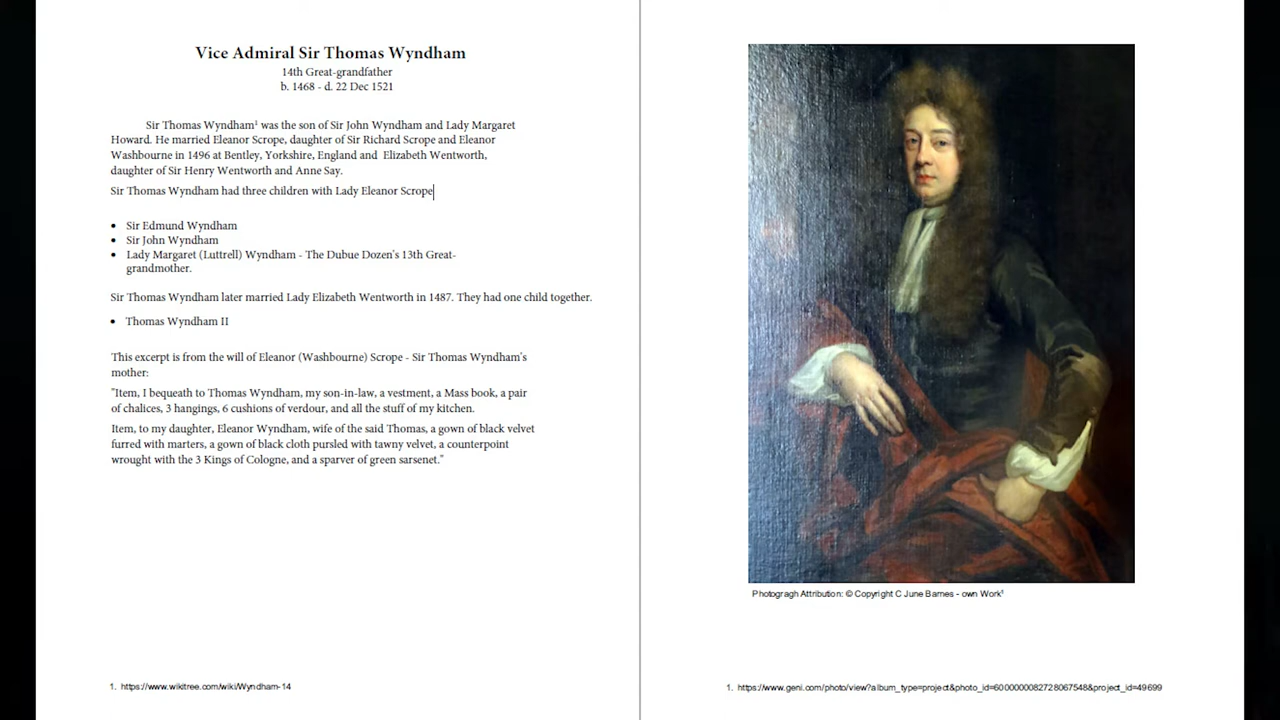 Vice Admiral Sir Thomas Wyndham
14th Great-grandfather
b. 1468 - d. 22 Dec 1521
Sir Thomas Wyndham¹ was the son of Sir John Wyndham and Lady Margaret
Howard. He married Eleanor Scrope, daughter of Sir Richard Scrope and Eleanor
Washbourne in 1496 at Bentley, Yorkshire, England and Elizabeth Wentworth,
daughter of Sir Henry Wentworth and Anne Say.
Sir Thomas Wyndham had three children with Lady Eleanor Scrope
• Sir Edmund Wyndham
• Sir John Wyndham
• Lady Margaret (Luttrell) Wyndham - The Dubue Dozen's 13th Great-
grandmother.
Sir Thomas Wyndham later married Lady Elizabeth Wentworth in 1487. They had one child together.
• Thomas Wyndham II
This excerpt is from the will of Eleanor (Washbourne) Scrope - Sir Thomas Wyndham's
mother:
"Item, I bequeath to Thomas Wyndham, my son-in-law, a vestment, a Mass book, a pair
of chalices, 3 hangings, 6 cushions of verdour, and all the stuff of my kitchen.
Item, to my daughter, Eleanor Wyndham, wife of the said Thomas, a gown of black velvet
furred with marters, a gown of black cloth pursled with tawny velvet, a counterpoint
wrought with the 3 Kings of Cologne, and a sparver of green sarsenet."
1. https://www.wikitree.com/wiki/Wyndham-14
Photogragh Attribution: © Copyright C June Barnes - own Work³
1. https://www.geni.com/photo/view?album_type=project&photo_id=6000000082728067548&project_id=49699